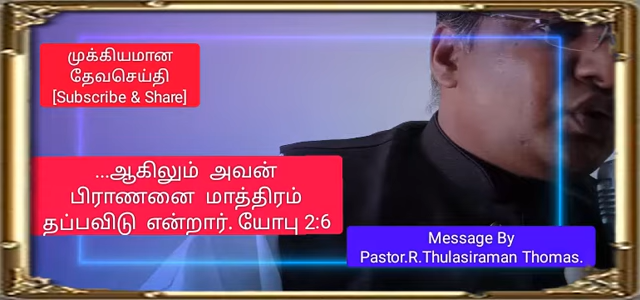 முக்கியமான
தேவசெய்தி
[Subscribe & Share]
...ஆகிலும் அவன்
பிராணனை மாத்திரம்
தப்பவிடு என்றார். யோபு 2:6
Message By
Pastor.R.Thulasiraman Thomas.